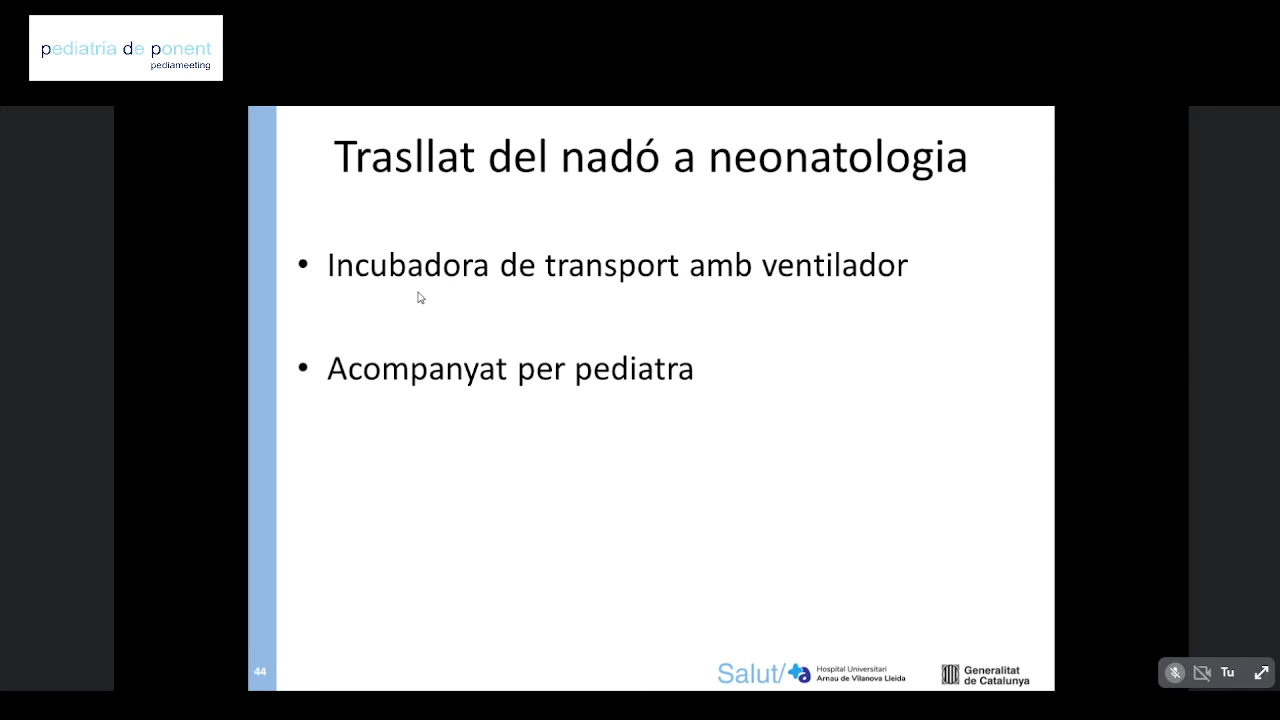 pediatria de ponent
pediameeting
Trasllat del nadó a neonatologia
• Incubadora de transport amb ventilador
• Acompanyat per pediatra
44
Salut/
Hospital Universitari
Arnau de Vilanova Lleida
Generalitat
de Catalunya
Tu